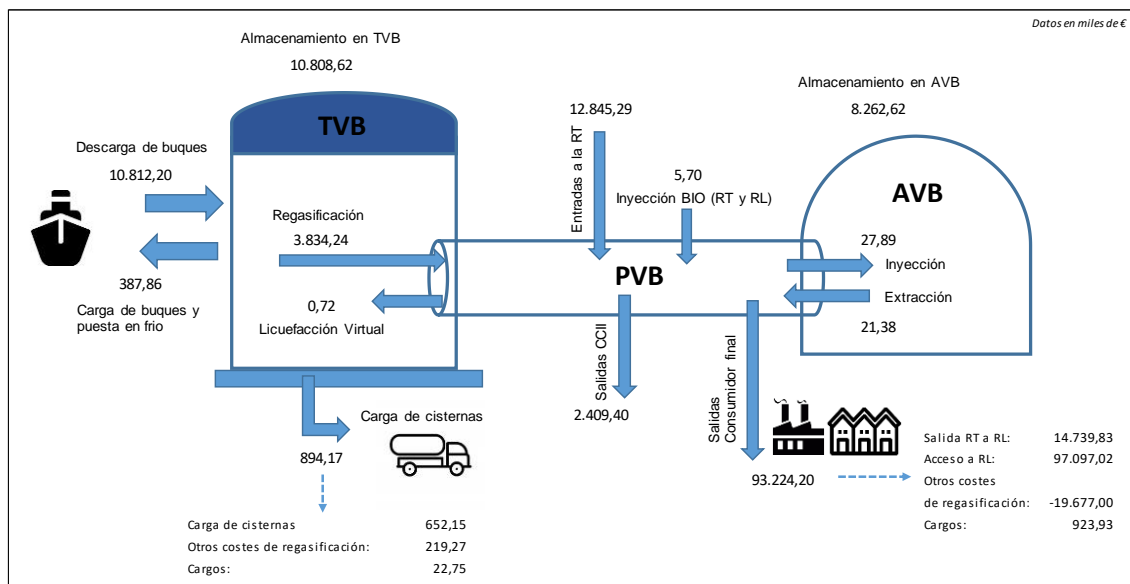 Datos en miles de €
Almacenamiento en TVB
10.808,62
Almacenamiento en AVB
8.262,62
12.845,29
TVB
Entradas a la RT
Descarga de buques
10.812,20
5,70
Inyección BIO (RT y RL)
AVB
Regasificación
3.834,24
27,89
Inyección
PVB
387,86
Carga de buques y
puesta en frio
0,72
Licuefacción Virtual
Extracción
21,38
Salidas CCII
2.409,40
Salidas
Consumidor final
93.224,20
Carga de cisternas
894,17
Salida RT a RL: 14.739,83
Acceso a RL: 97.097,02
Otros costes
de regasificación: -19.677,00
Cargos: 923,93
Carga de cisternas 652,15
Otros costes de regasificación: 219,27
Cargos: 22,75